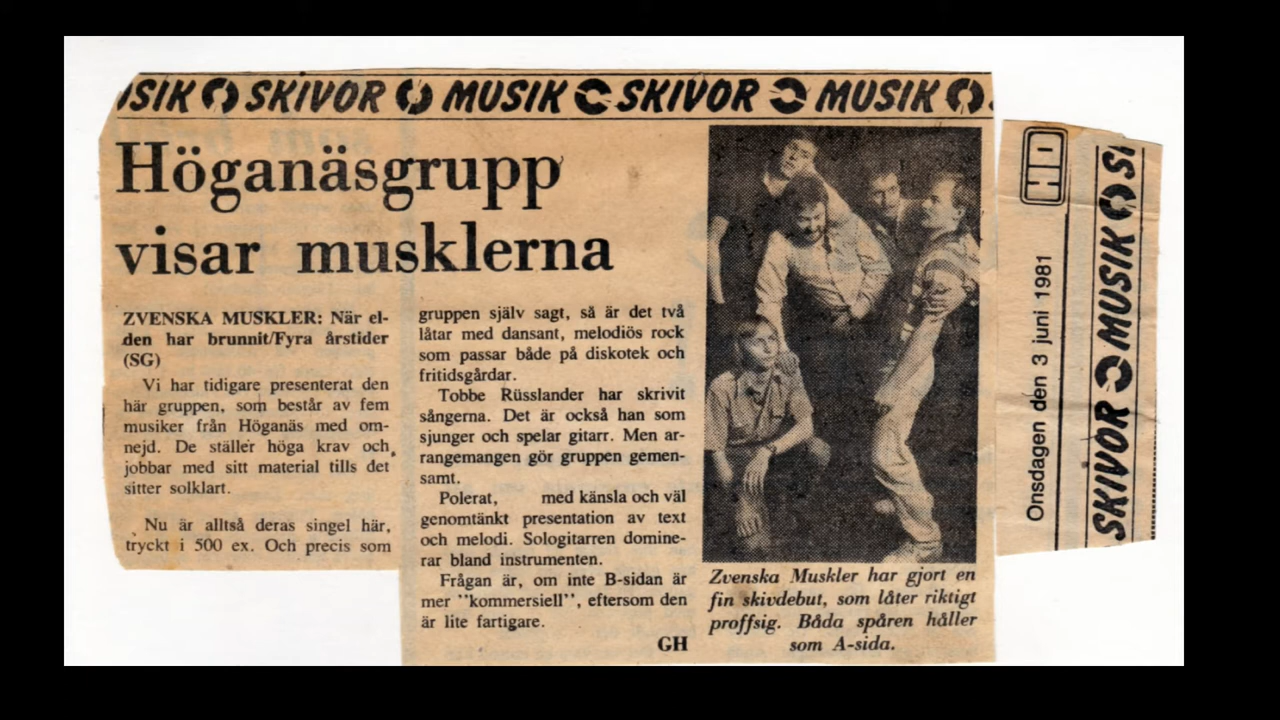 SIK SKIVOR MUSIK SKIVOR MUSIK
Höganäsgrupp
visar musklerna
ZVENSKA MUSKLER: När el-
den har brunnit/Fyra årstider
(SG)
Vi har tidigare presenterat den
här gruppen, som består av fem
musiker från Höganäs med om-
nejd. De ställer höga krav och
jobbar med sitt material tills det
sitter solklart.
Nu är alltså deras singel här,
tryckt i 500 ex. Och precis som
gruppen själv sagt, så är det två
låtar med dansant, melodiös rock
som passar både på diskotek och
fritidsgårdar.
Tobbe Rüsslander har skrivit
sångerna. Det är också han som
sjunger och spelar gitarr. Men ar-
rangemangen gör gruppen gemen-
samt.
Polerat, med känsla och väl
genomtänkt presentation av text
och melodi. Sologitarren domine-
rar bland instrumenten.
Frågan är, om inte B-sidan är
mer "kommersiell", eftersom den
är lite fartigare.
GH
Zvenska Muskler har gjort en
fin skivdebut, som låter riktigt
proffsig. Båda spåren håller
som A-sida.
Onsdagen den 3 juni 1981
SKIVOR MUSIK